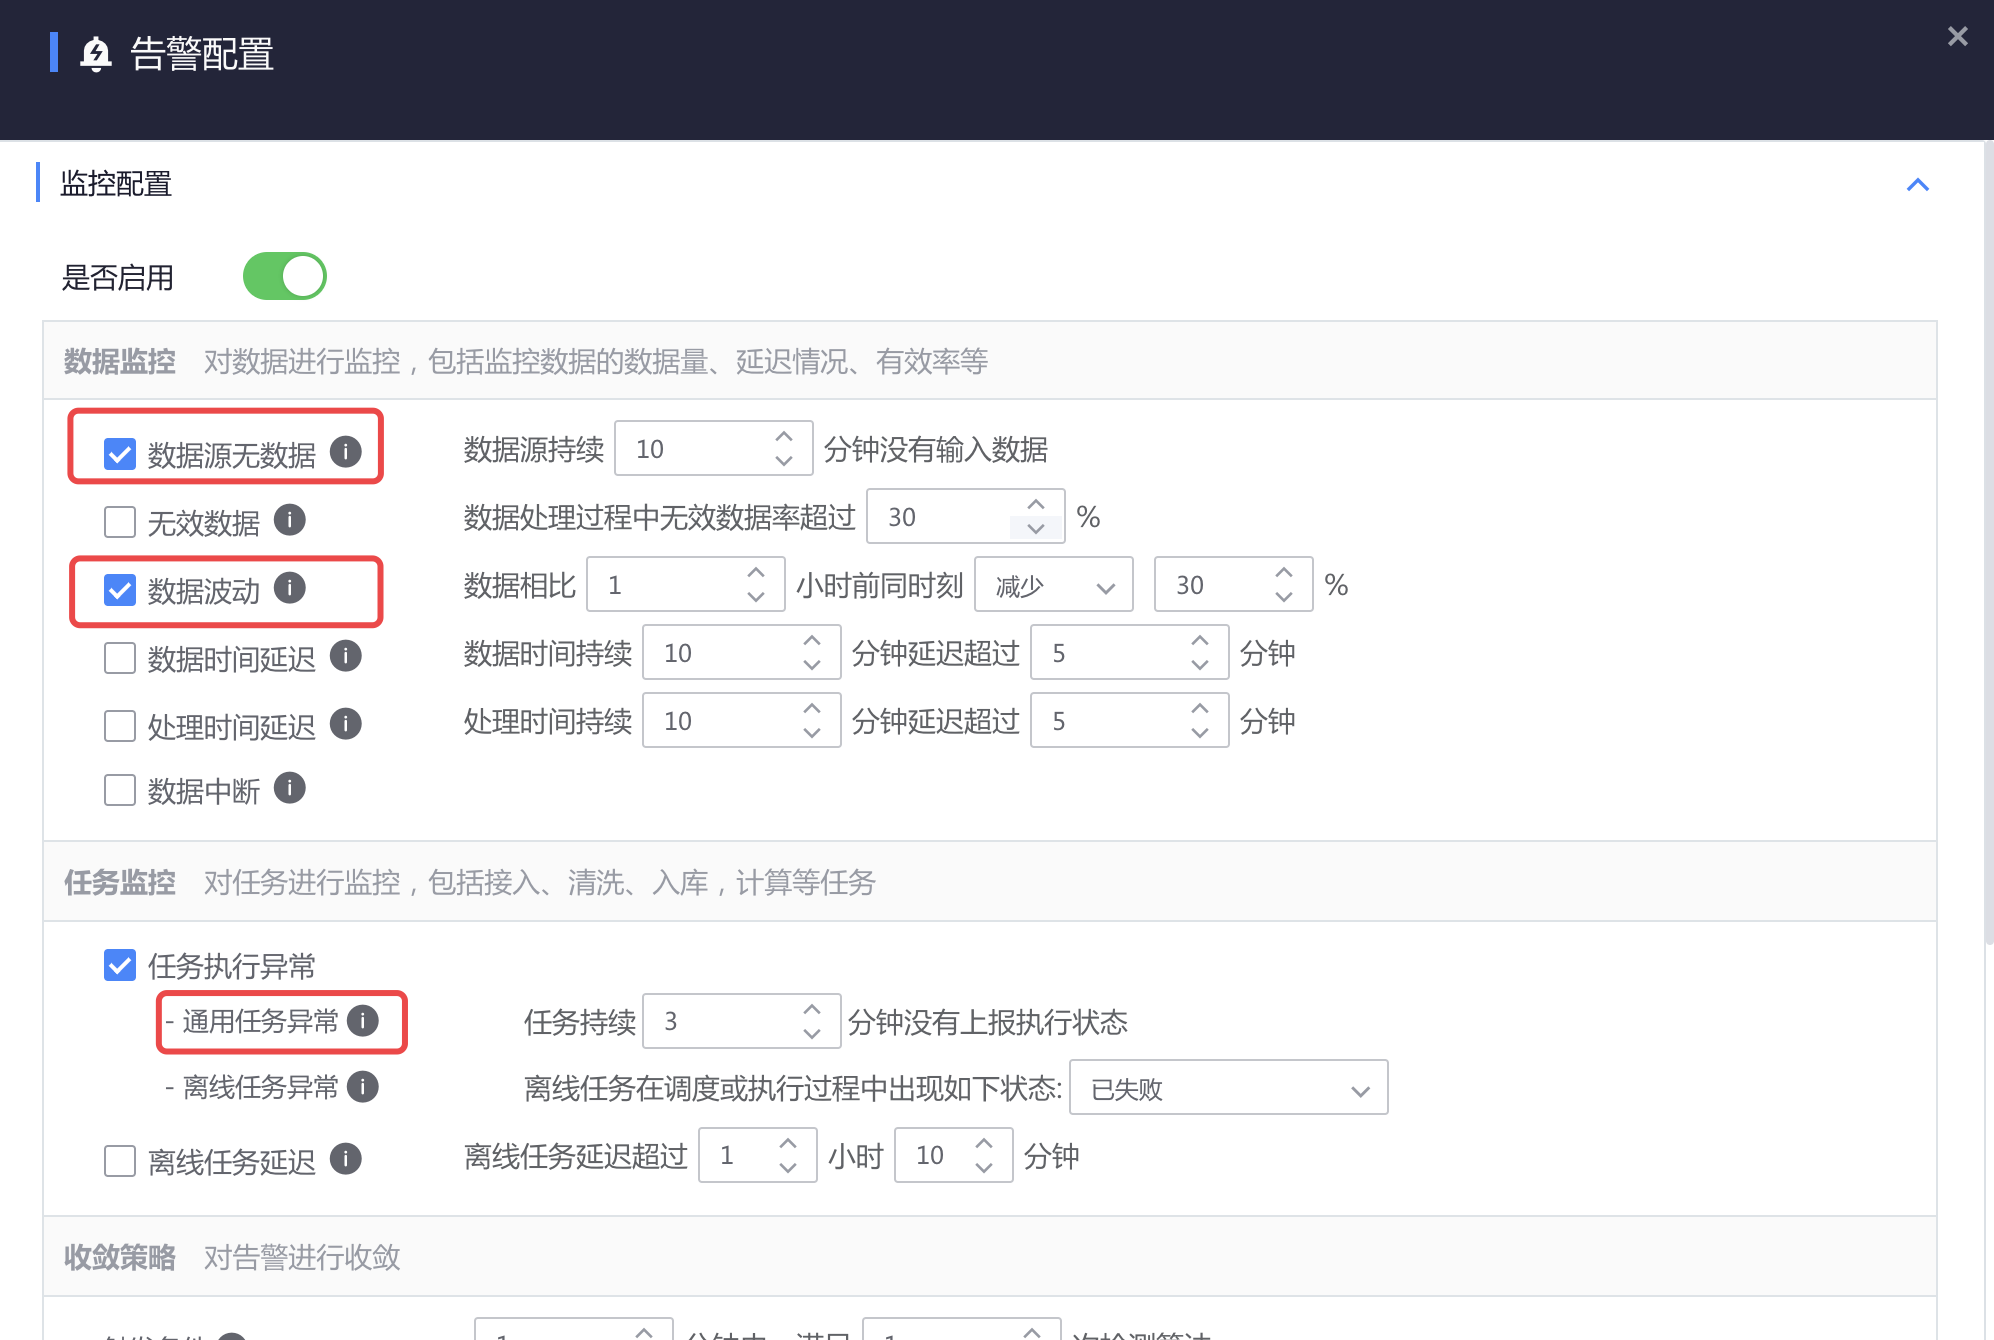 告警配置
监控配置
是否启用
数据监控 对数据进行监控，包括监控数据的数据量、延迟情况、有效率等
数据源无数据 数据源持续 10 分钟没有输入数据
无效数据 数据处理过程中无效数据率超过 30 %
数据波动 数据相比 1 小时前同时刻 减少 30 %
数据时间延迟 数据时间持续 10 分钟延迟超过 5 分钟
处理时间延迟 处理时间持续 10 分钟延迟超过 5 分钟
数据中断
任务监控 对任务进行监控，包括接入、清洗、入库，计算等任务
任务执行异常
- 通用任务异常 任务持续 3 分钟没有上报执行状态
- 离线任务异常 离线任务在调度或执行过程中出现如下状态: 已失败
离线任务延迟 离线任务延迟超过 1 小时 10 分钟
收敛策略 对告警进行收敛